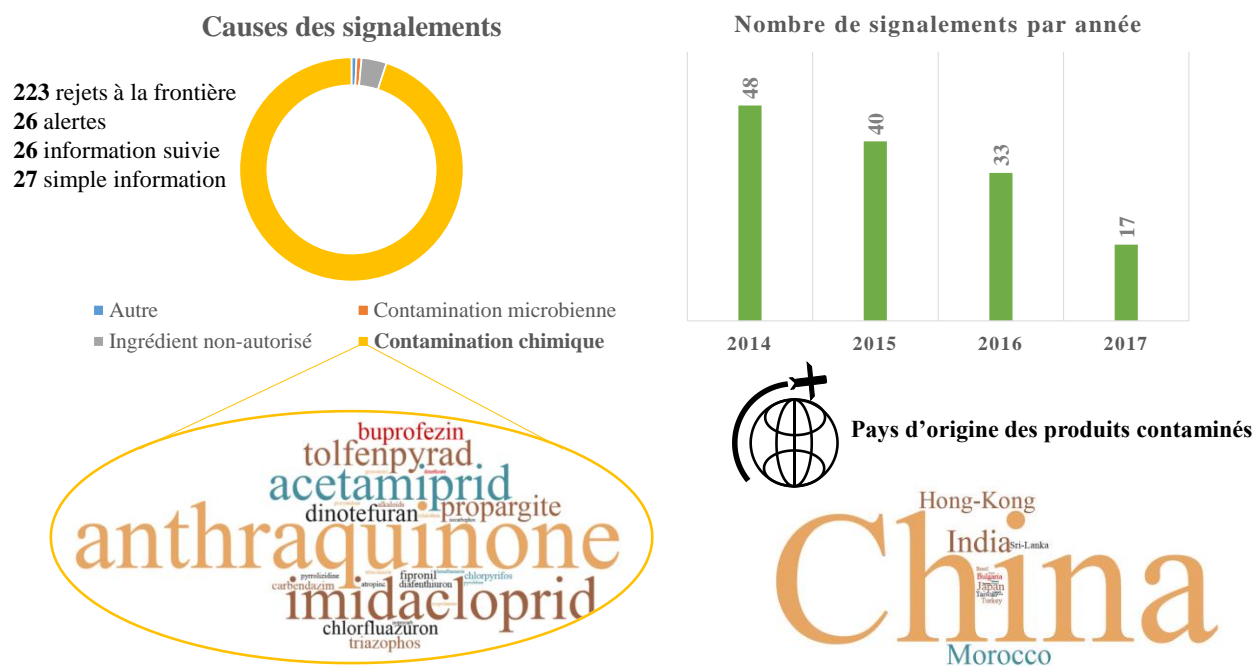 Causes des signalements
223 rejets à la frontière
26 alertes
26 information suivie
27 simple information
Autre
Contamination microbienne
Ingrédient non-autorisé
Contamination chimique
buprofezin
tolfenpyrad
acetamiprid
dinotefuran
propargite
anthraquinone
pyrrolizidine
fipronil
chlorpyrifos
carbendazim
atropine
diafenthiuron
imidacloprid
chlorfluazuron
triazophos
Nombre de signalements par année
48
40
33
17
2014
2015
2016
2017
Pays d'origine des produits contaminés
Hong-Kong
India
Sri-Lanka
China
Bulgaria
Japan
Turkey
Morocco